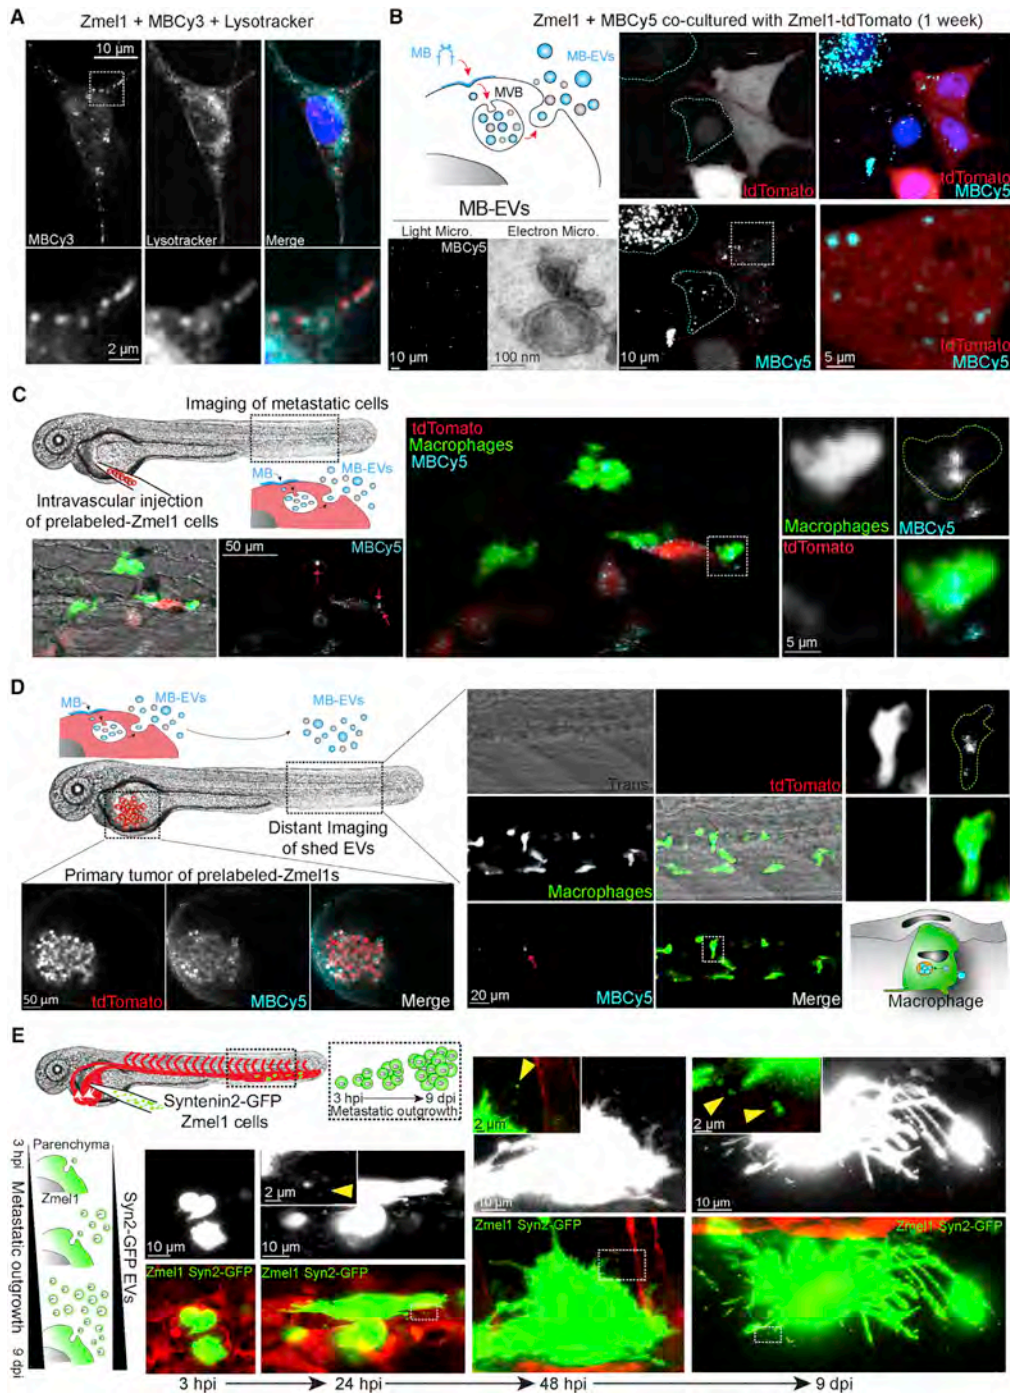 A
Zmel1 + MBCy3 + Lysotracker
10 μm
MBCy3
Lysotracker
Merge
2 μm
B
Zmel1 + MBCy5 co-cultured with Zmel1-tdTomato (1 week)
MB
MB-EVs
MVB
MB-EVs
Light Micro.
Electron Micro.
MBCy5
10 μm
100 nm
tdTomato
tdTomato
MBCy5
10 μm
MBCy5
5 μm
tdTomato
MBCy5
C
Imaging of metastatic cells
MB
MB-EVs
Intravascular injection
of prelabeled-Zmel1 cells
50 μm
MBCy5
tdTomato
Macrophages
MBCy5
Macrophages
MBCy5
tdTomato
5 μm
D
MB
MB-EVs
MB-EVs
Distant Imaging
of shed EVs
Primary tumor of prelabeled-Zmel1s
50 μm
tdTomato
MBCy5
Merge
Trans
tdTomato
Macrophages
20 μm
MBCy5
Merge
Macrophage
E
Syntenin2-GFP
Zmel1 cells
3 hpi
9 dpi
Metastatic outgrowth
3 hpi
Metastatic outgrowth
9 dpi
Parenchyma
Zmel1
Syn2-GFP EVs
10 μm
Zmel1 Syn2-GFP
2 μm
10 μm
Zmel1 Syn2-GFP
2 μm
10 μm
Zmel1 Syn2-GFP
2 μm
10 μm
Zmel1 Syn2-GFP
3 hpi
24 hpi
48 hpi
9 dpi